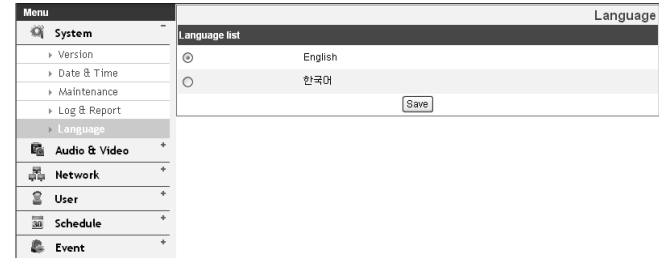 Menu
System
Version
Date & Time
Maintenance
Log & Report
Language
Audio & Video
Network
User
30
Schedule
Event
Language
Language list
English
한국어
Save